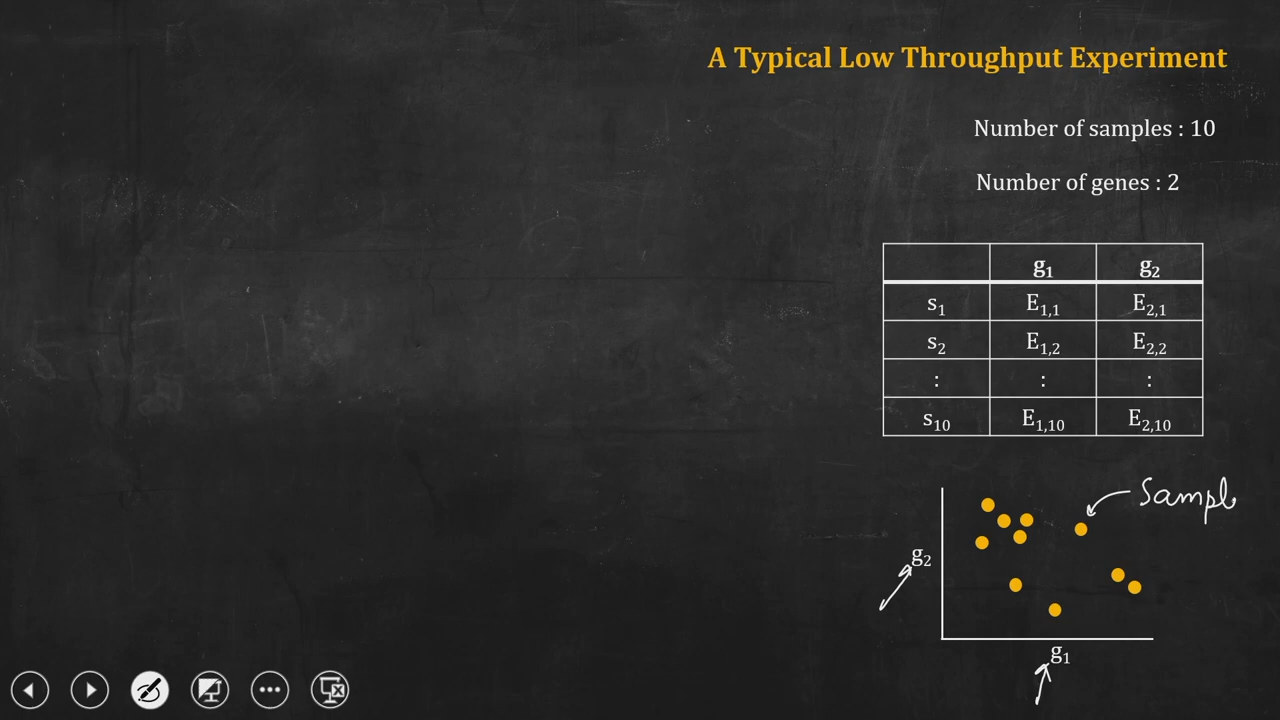 A Typical Low Throughput Experiment
Number of samples : 10
Number of genes : 2
g₁ g₂
s₁ E₁,₁ E₂,₁
s₂ E₁,₂ E₂,₂
: : :
s₁₀ E₁,₁₀ E₂,₁₀
Sampl
g₂
g₁